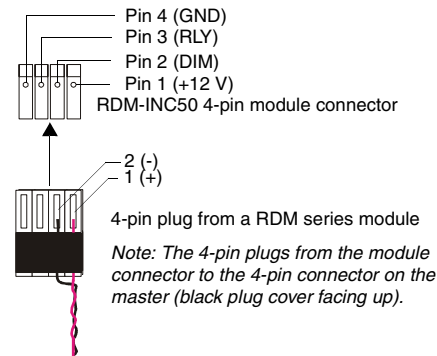 Pin 4 (GND)
Pin 3 (RLY)
Pin 2 (DIM)
Pin 1 (+12 V)
RDM-INC50 4-pin module connector
2 (-)
1 (+)
4-pin plug from a RDM series module
Note: The 4-pin plugs from the module
connector to the 4-pin connector on the
master (black plug cover facing up).